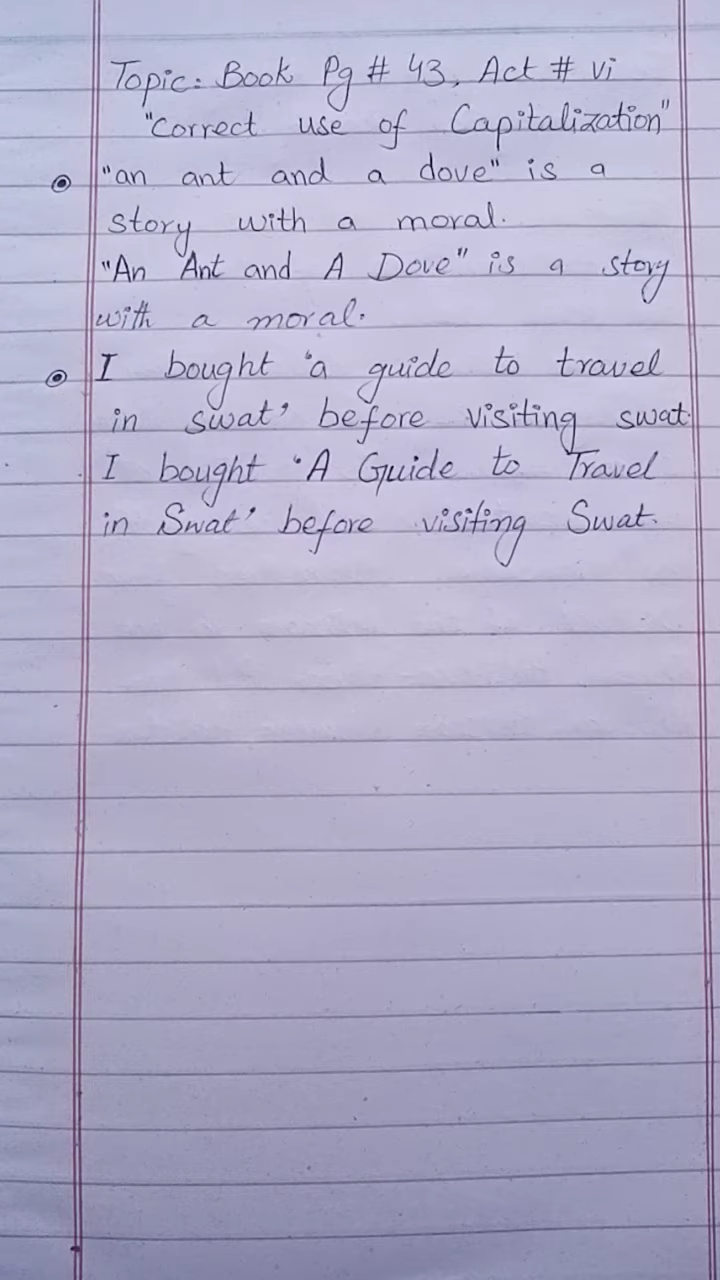 Topic: Book Pg # 43, Act # vi
"Correct use of Capitalization"
"an ant and a dove" is a
story with a moral.
"An Ant and A Dove" is a story
with a moral.
I bought 'a guide to travel
in swat' before visiting swat.
I bought 'A Guide to Travel
in Swat' before visiting Swat.